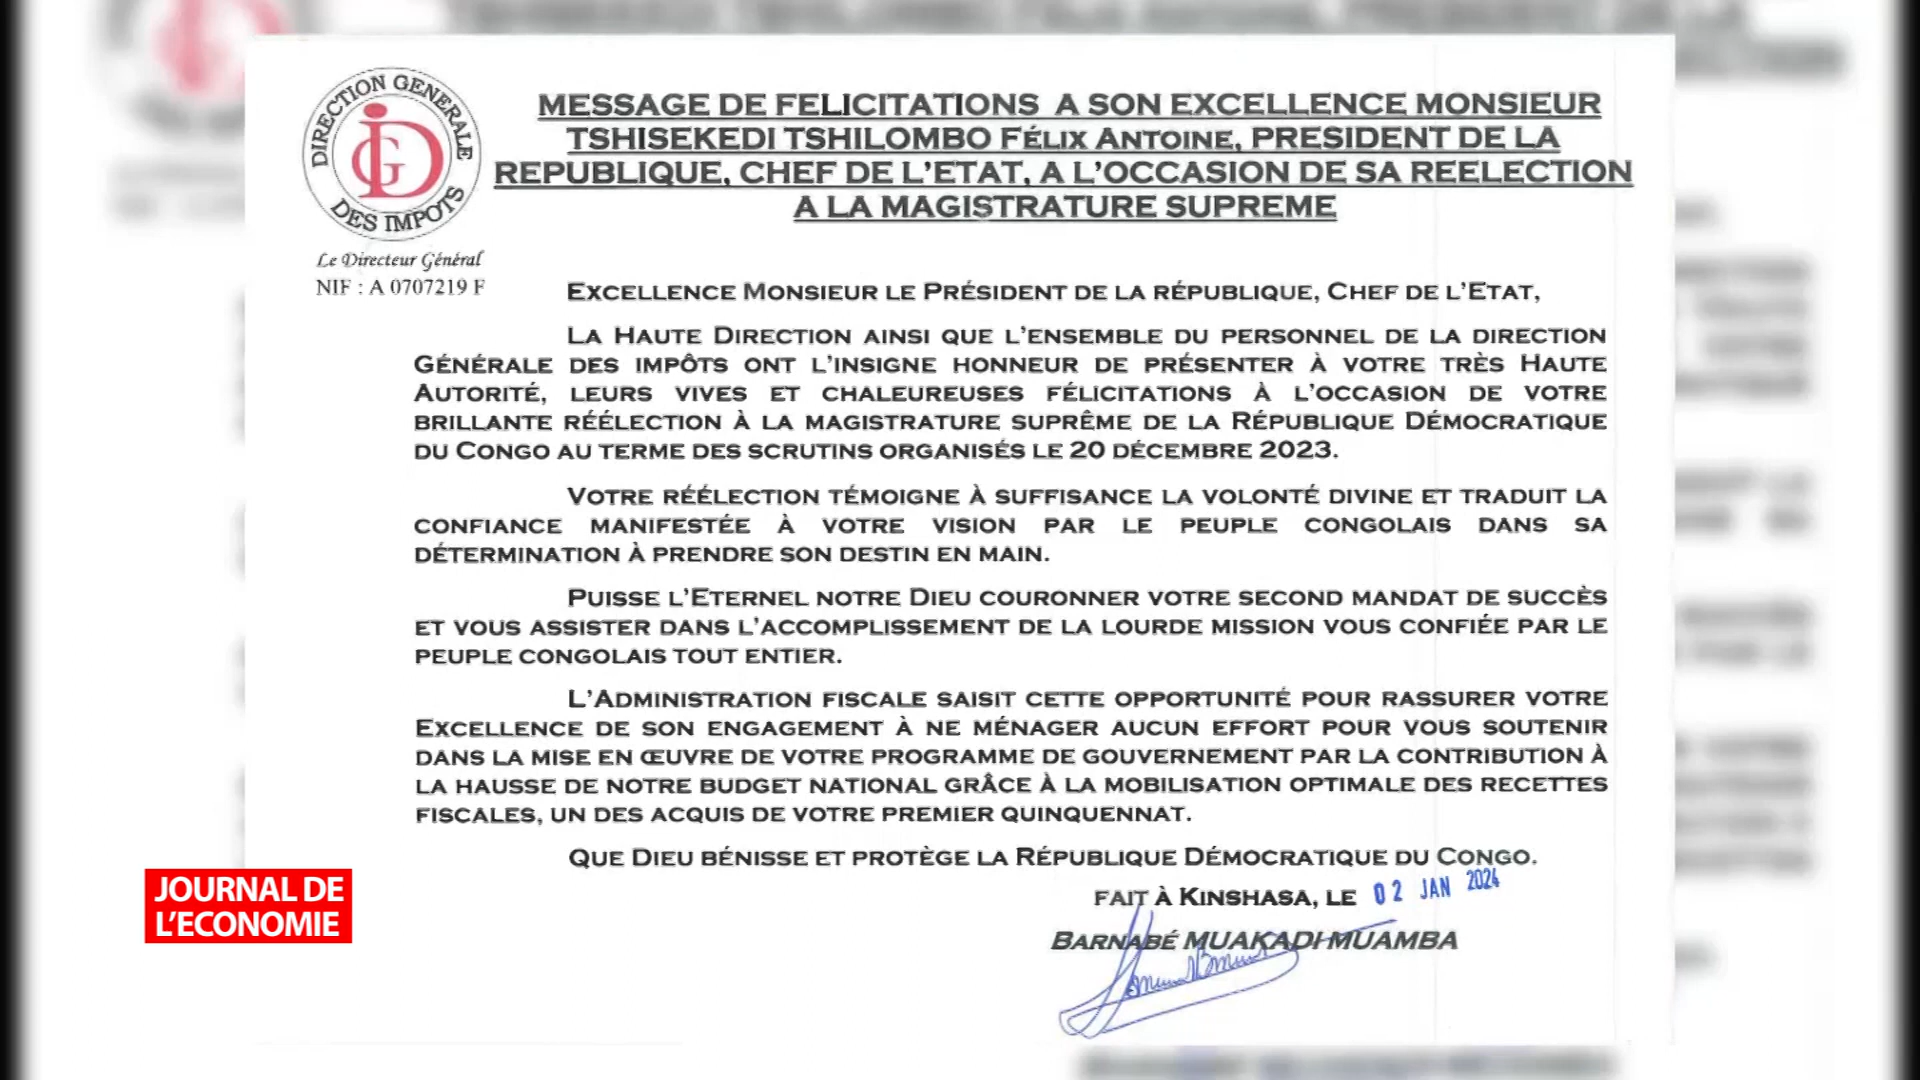 DIRECTION GENERALE
DES IMPOTS
DGI
Le Directeur Général
NIF : A 0707219 F
MESSAGE DE FELICITATIONS A SON EXCELLENCE MONSIEUR
TSHISEKEDI TSHILOMBO FÉLIX ANTOINE, PRESIDENT DE LA
REPUBLIQUE, CHEF DE L'ETAT, A L'OCCASION DE SA REELECTION
A LA MAGISTRATURE SUPREME
EXCELLENCE MONSIEUR LE PRÉSIDENT DE LA RÉPUBLIQUE, CHEF DE L'ETAT,
LA HAUTE DIRECTION AINSI QUE L'ENSEMBLE DU PERSONNEL DE LA DIRECTION
GÉNÉRALE DES IMPÔTS ONT L'INSIGNE HONNEUR DE PRÉSENTER À VOTRE TRÈS HAUTE
AUTORITÉ, LEURS VIVES ET CHALEUREUSES FÉLICITATIONS À L'OCCASION DE VOTRE
BRILLANTE RÉÉLECTION À LA MAGISTRATURE SUPRÊME DE LA RÉPUBLIQUE DÉMOCRATIQUE
DU CONGO AU TERME DES SCRUTINS ORGANISÉS LE 20 DÉCEMBRE 2023.
VOTRE RÉÉLECTION TÉMOIGNE À SUFFISANCE LA VOLONTÉ DIVINE ET TRADUIT LA
CONFIANCE MANIFESTÉE À VOTRE VISION PAR LE PEUPLE CONGOLAIS DANS SA
DÉTERMINATION À PRENDRE SON DESTIN EN MAIN.
PUISSE L'ETERNEL NOTRE DIEU COURONNER VOTRE SECOND MANDAT DE SUCCÈS
ET VOUS ASSISTER DANS L'ACCOMPLISSEMENT DE LA LOURDE MISSION VOUS CONFIÉE PAR LE
PEUPLE CONGOLAIS TOUT ENTIER.
L'ADMINISTRATION FISCALE SAISIT CETTE OPPORTUNITÉ POUR RASSURER VOTRE
EXCELLENCE DE SON ENGAGEMENT À NE MÉNAGER AUCUN EFFORT POUR VOUS SOUTENIR
DANS LA MISE EN ŒUVRE DE VOTRE PROGRAMME DE GOUVERNEMENT PAR LA CONTRIBUTION À
LA HAUSSE DE NOTRE BUDGET NATIONAL GRÂCE À LA MOBILISATION OPTIMALE DES RECETTES
FISCALES, UN DES ACQUIS DE VOTRE PREMIER QUINQUENNAT.
QUE DIEU BÉNISSE ET PROTÈGE LA RÉPUBLIQUE DÉMOCRATIQUE DU CONGO.
FAIT À KINSHASA, LE 02 JAN 2024
BARNABÉ MUAKADI MUAMBA
JOURNAL DE
L'ECONOMIE